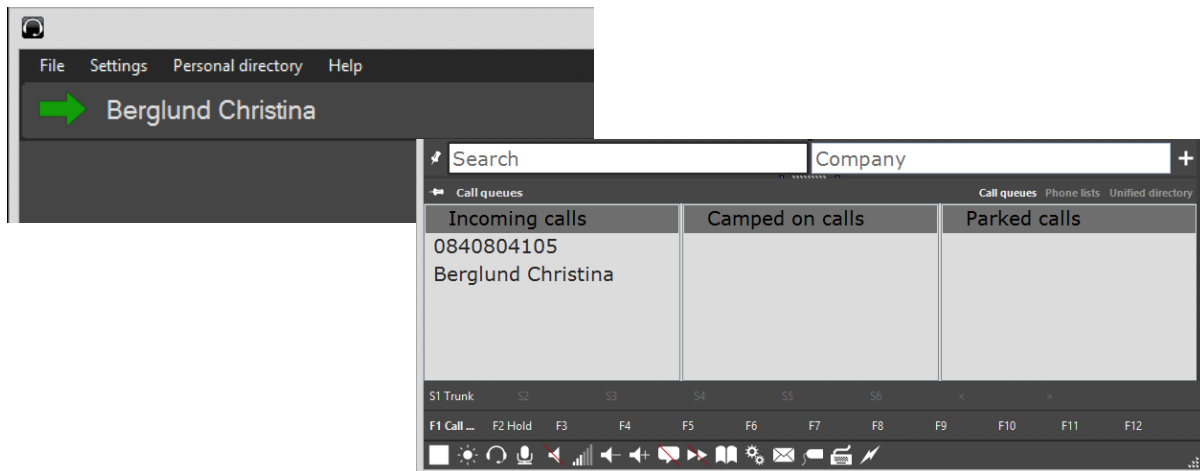 File Settings Personal directory Help
Berglund Christina
Search Company
Call queues Call queues Phone lists Unified directory
Incoming calls Camped on calls Parked calls
0840804105
Berglund Christina
S1 Trunk S2 S3 S4 S5 S6 < >
F1 Call ... F2 Hold F3 F4 F5 F6 F7 F8 F9 F10 F11 F12